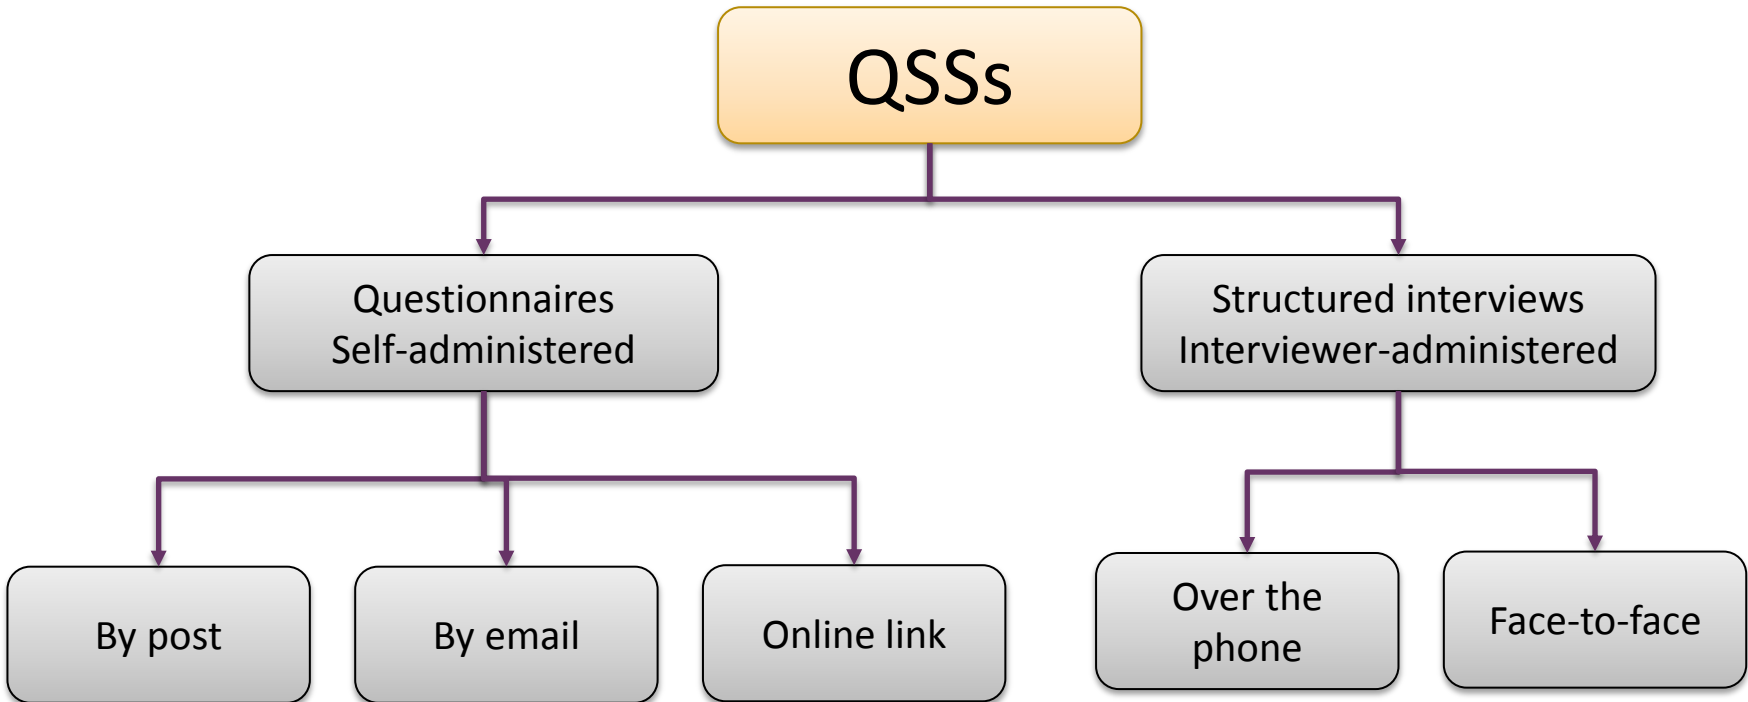 QSSs
Questionnaires
Self-administered
Structured interviews
Interviewer-administered
By post
By email
Online link
Over the
phone
Face-to-face